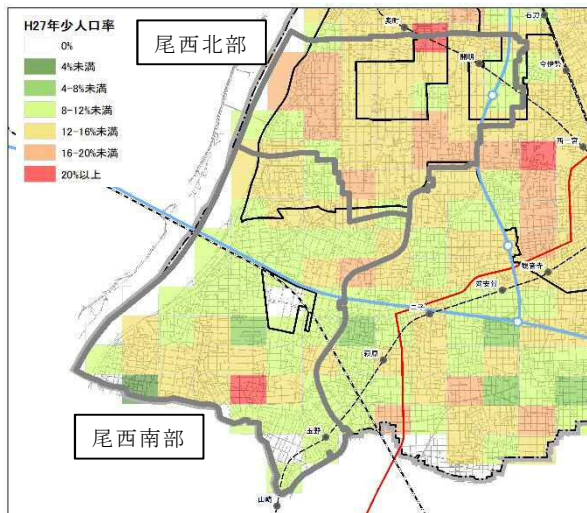 H27年少人口率
0%
4%未満
4-8%未満
8-12%未満
12-16%未満
16-20%未満
20%以上
尾西北部
尾西南部
奥町
開明
石刀
今伊勢
西一宮
観音寺
苅安賀
二子
萩原
玉野
山崎